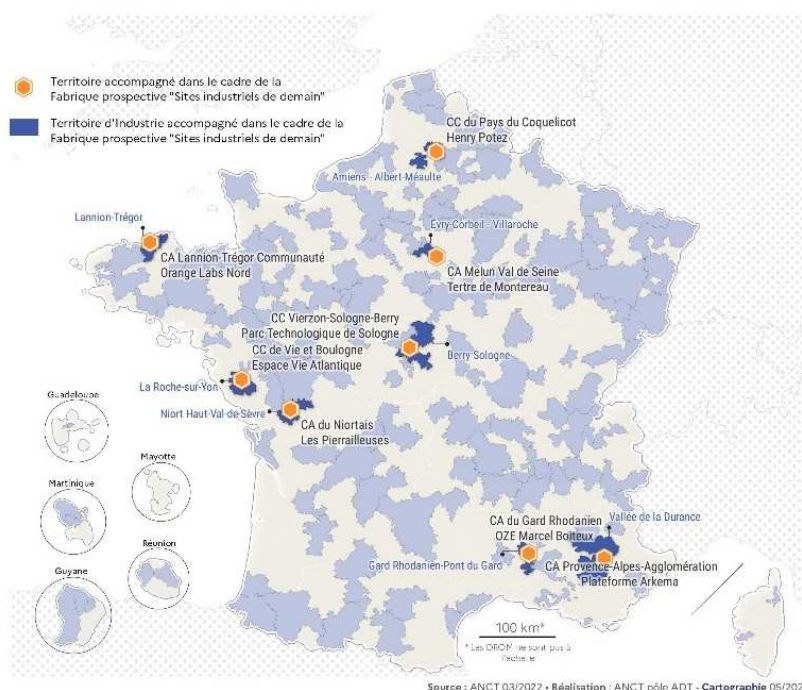 Territoire accompagné dans le cadre de la
Fabrique prospective "Sites industriels de demain"
Territoire d'Industrie accompagné dans le cadre de la
Fabrique prospective "Sites industriels de demain"
CC du Pays du Coquelicot
Henry Potez
Amiens - Albert-Méaulte
Lannion-Trégor
Évry-Corbeil - Villaroche
CA Lannion-Trégor Communauté
Orange Labs Nord
CA Melun Val de Seine
Tertre de Montereau
CC Vierzon-Sologne-Berry
Parc Technologique de Sologne
CC de Vie et Boulogne
Espace Vie Atlantique
Berry Sologne
La Roche-sur-Yon
Niort Haut-Val-de-Sèvre
CA du Niortais
Les Pierrailleuses
Guadeloupe
Mayotte
Martinique
Réunion
Guyane
CA du Gard Rhodanien
OZE Marcel Boiteux
Vallée de la Durance
Gard Rhodanien-Pont du Gard
CA Provence-Alpes-Agglomération
Plateforme Arkema
100 km*
* Les DROM ne sont pas à
l'échelle
Source : ANCT 03/2022 • Réalisation : ANCT pôle ADT - Cartographie 05/202